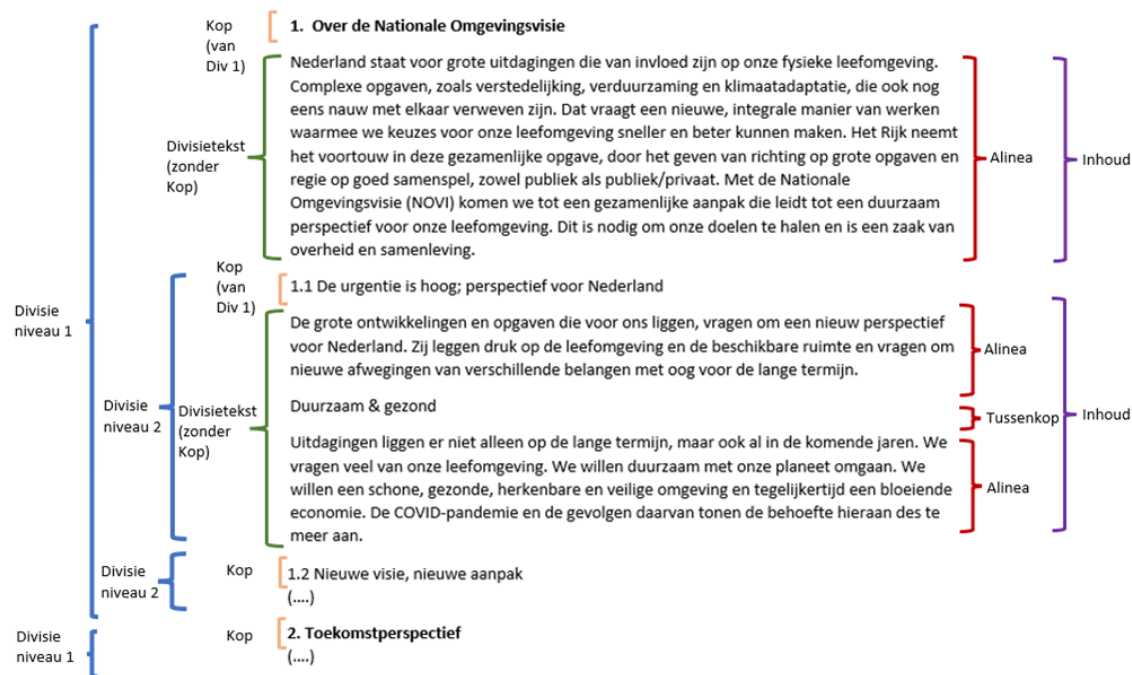 Kop
(van
Div 1)
1. Over de Nationale Omgevingsvisie
Divisietekst
(zonder
Kop)
Nederland staat voor grote uitdagingen die van invloed zijn op onze fysieke leefomgeving.
Complexe opgaven, zoals verstedelijking, verduurzaming en klimaatadaptatie, die ook nog
eens nauw met elkaar verweven zijn. Dat vraagt een nieuwe, integrale manier van werken
waarmee we keuzes voor onze leefomgeving sneller en beter kunnen maken. Het Rijk neemt
het voortouw in deze gezamenlijke opgave, door het geven van richting op grote opgaven en
regie op goed samenspel, zowel publiek als publiek/privaat. Met de Nationale
Omgevingsvisie (NOVI) komen we tot een gezamenlijke aanpak die leidt tot een duurzaam
perspectief voor onze leefomgeving. Dit is nodig om onze doelen te halen en is een zaak van
overheid en samenleving.
Alinea
Inhoud
Divisie
niveau 1
Kop
(van
Div 1)
1.1 De urgentie is hoog; perspectief voor Nederland
Divisie
niveau 2
Divisietekst
(zonder
Kop)
De grote ontwikkelingen en opgaven die voor ons liggen, vragen om een nieuw perspectief
voor Nederland. Zij leggen druk op de leefomgeving en de beschikbare ruimte en vragen om
nieuwe afwegingen van verschillende belangen met oog voor de lange termijn.
Alinea
Duurzaam & gezond
Tussenkop
Inhoud
Uitdagingen liggen er niet alleen op de lange termijn, maar ook al in de komende jaren. We
vragen veel van onze leefomgeving. We willen duurzaam met onze planeet omgaan. We
willen een schone, gezonde, herkenbare en veilige omgeving en tegelijkertijd een bloeiende
economie. De COVID-pandemie en de gevolgen daarvan tonen de behoefte hieraan des te
meer aan.
Alinea
Divisie
niveau 2
Kop
1.2 Nieuwe visie, nieuwe aanpak
(....)
Divisie
niveau 1
Kop
2. Toekomstperspectief
(....)